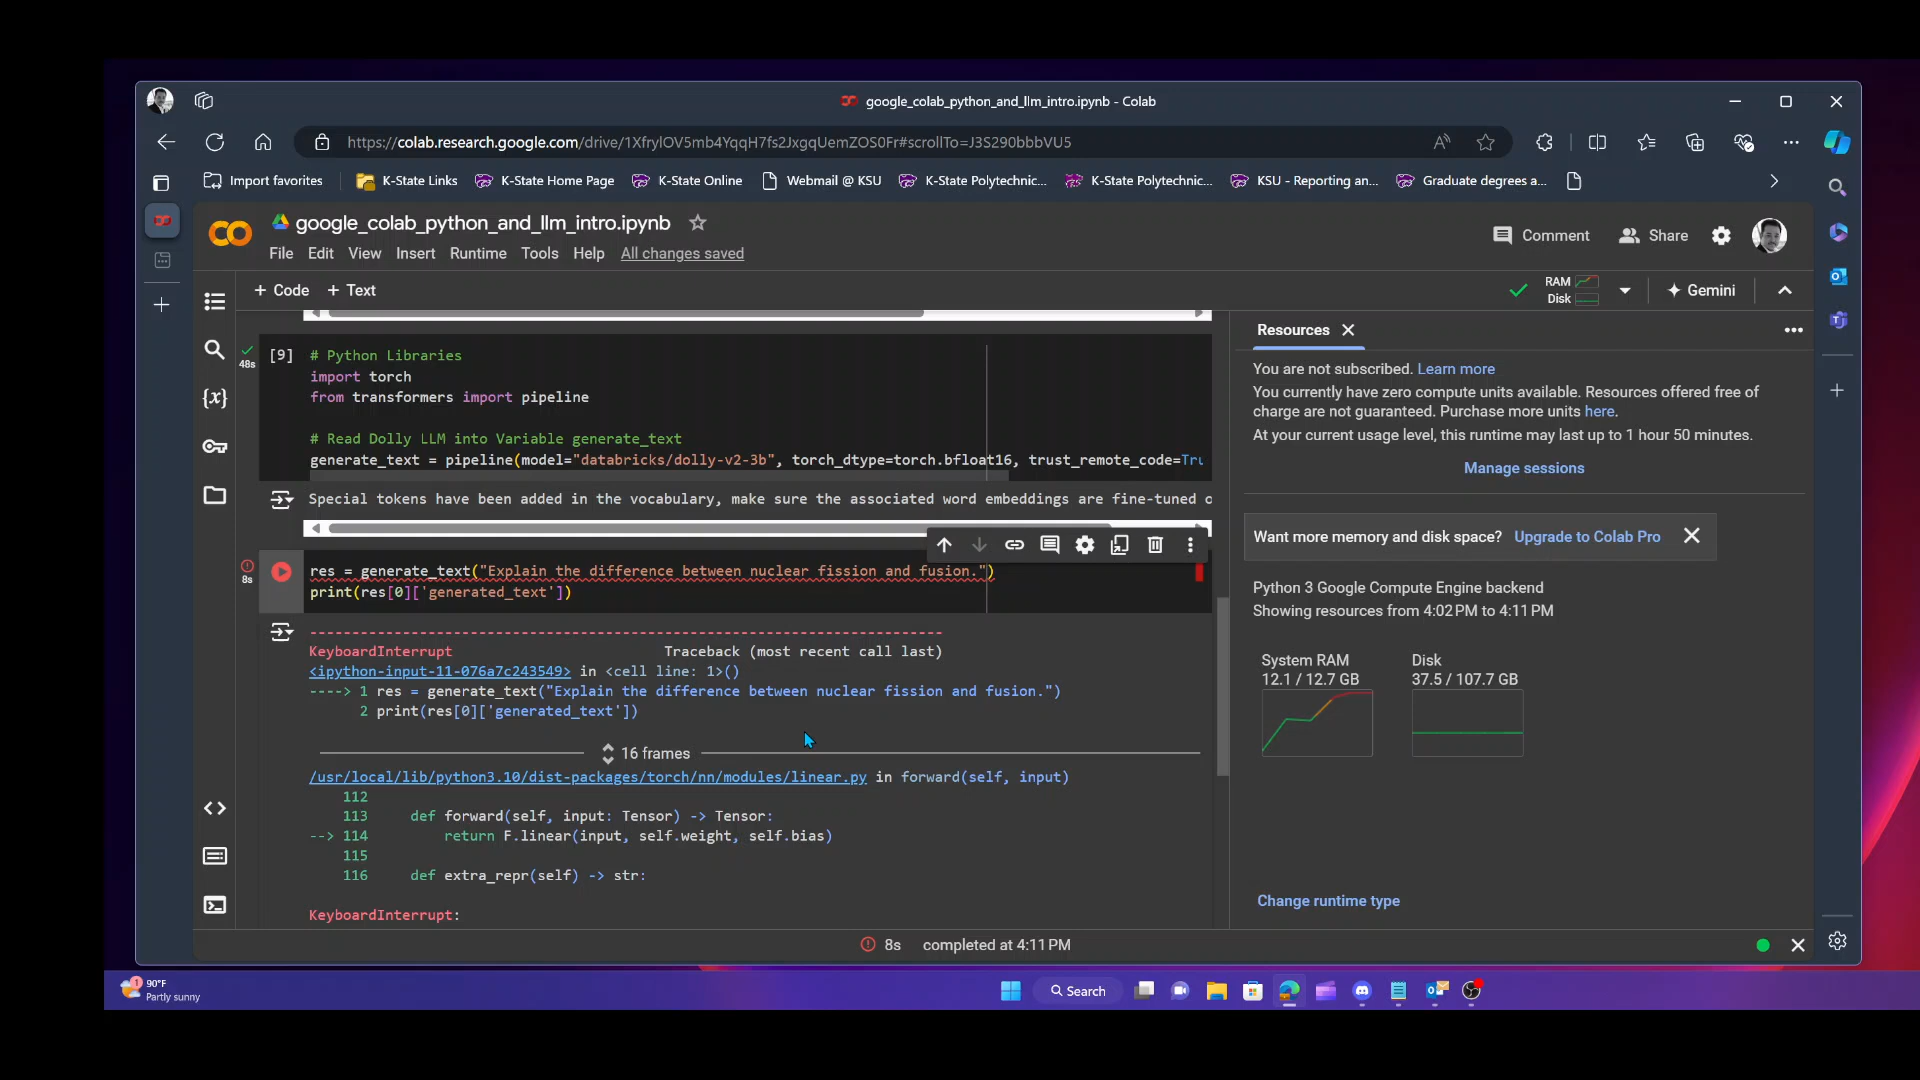 google_colab_python_and_llm_intro.ipynb - Colab
https://colab.research.google.com/drive/1XfrylOV5mb4YqqH7fs2JxgqUemZOS0Fr#scrollTo=J3S290bbbVU5
Import favorites
K-State Links
K-State Home Page
K-State Online
Webmail @ KSU
K-State Polytechnic...
K-State Polytechnic...
KSU - Reporting an...
Graduate degrees a...
google_colab_python_and_llm_intro.ipynb
Comment
Share
File Edit View Insert Runtime Tools Help All changes saved
+ Code + Text
RAM
Disk
Gemini
[9] # Python Libraries
48s
import torch
from transformers import pipeline
# Read Dolly LLM into Variable generate_text
generate_text = pipeline(model="databricks/dolly-v2-3b", torch_dtype=torch.bfloat16, trust_remote_code=Tru
Special tokens have been added in the vocabulary, make sure the associated word embeddings are fine-tuned o
8s
res = generate_text("Explain the difference between nuclear fission and fusion.")
print(res[0]['generated_text'])
---------------------------------------------------------------------------
KeyboardInterrupt Traceback (most recent call last)
<ipython-input-11-076a7c243549> in <cell line: 1>()
----> 1 res = generate_text("Explain the difference between nuclear fission and fusion.")
2 print(res[0]['generated_text'])
16 frames
/usr/local/lib/python3.10/dist-packages/torch/nn/modules/linear.py in forward(self, input)
112
113 def forward(self, input: Tensor) -> Tensor:
--> 114 return F.linear(input, self.weight, self.bias)
115
116 def extra_repr(self) -> str:
KeyboardInterrupt:
Resources
You are not subscribed. Learn more
You currently have zero compute units available. Resources offered free of
charge are not guaranteed. Purchase more units here.
At your current usage level, this runtime may last up to 1 hour 50 minutes.
Manage sessions
Want more memory and disk space? Upgrade to Colab Pro
Python 3 Google Compute Engine backend
Showing resources from 4:02 PM to 4:11 PM
System RAM
12.1 / 12.7 GB
Disk
37.5 / 107.7 GB
Change runtime type
8s completed at 4:11 PM
1
90°F
Partly sunny
Search